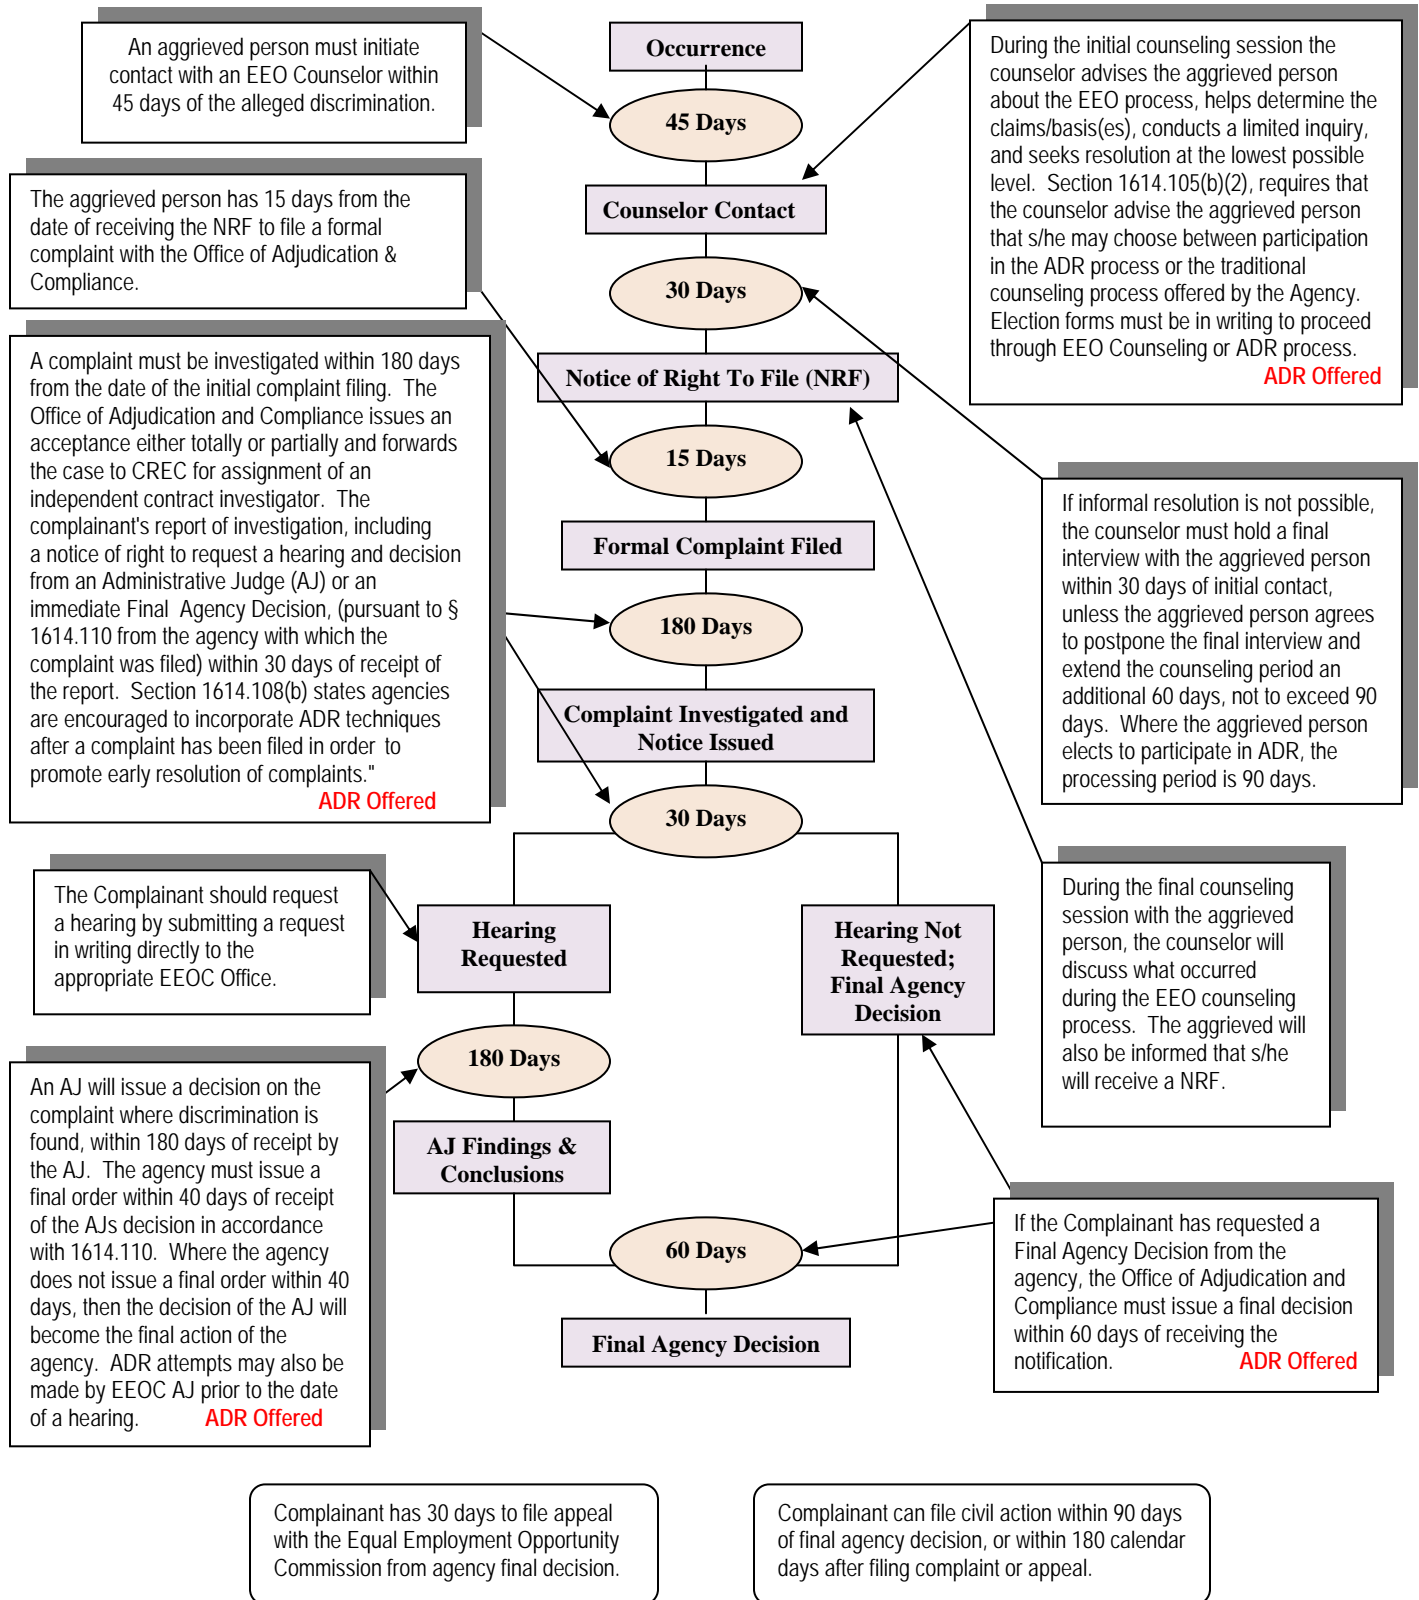 An aggrieved person must initiate
contact with an EEO Counselor within
45 days of the alleged discrimination.
Occurrence
During the initial counseling session the
counselor advises the aggrieved person
about the EEO process, helps determine the
claims/basis(es), conducts a limited inquiry,
and seeks resolution at the lowest possible
level.  Section 1614.105(b)(2), requires that
the counselor advise the aggrieved person
that s/he may choose between participation
in the ADR process or the traditional
counseling process offered by the Agency.
Election forms must be in writing to proceed
through EEO Counseling or ADR process.
ADR Offered
45 Days
The aggrieved person has 15 days from the
date of receiving the NRF to file a formal
complaint with the Office of Adjudication &
Compliance.
Counselor Contact
30 Days
A complaint must be investigated within 180 days
from the date of the initial complaint filing.  The
Office of Adjudication and Compliance issues an
acceptance either totally or partially and forwards
the case to CREC for assignment of an
independent contract investigator.  The
complainant's report of investigation, including
a notice of right to request a hearing and decision
from an Administrative Judge (AJ) or an
immediate Final  Agency Decision, (pursuant to §
1614.110 from the agency with which the
complaint was filed) within 30 days of receipt of
the report.  Section 1614.108(b) states agencies
are encouraged to incorporate ADR techniques
after a complaint has been filed in order to
promote early resolution of complaints."
ADR Offered
Notice of Right To File (NRF)
15 Days
If informal resolution is not possible,
the counselor must hold a final
interview with the aggrieved person
within 30 days of initial contact,
unless the aggrieved person agrees
to postpone the final interview and
extend the counseling period an
additional 60 days, not to exceed 90
days.  Where the aggrieved person
elects to participate in ADR, the
processing period is 90 days.
Formal Complaint Filed
180 Days
Complaint Investigated and
Notice Issued
30 Days
The Complainant should request
a hearing by submitting a request
in writing directly to the
appropriate EEOC Office.
Hearing
Requested
Hearing Not
Requested;
Final Agency
Decision
During the final counseling
session with the aggrieved
person, the counselor will
discuss what occurred
during the EEO counseling
process.  The aggrieved will
also be informed that s/he
will receive a NRF.
180 Days
An AJ will issue a decision on the
complaint where discrimination is
found, within 180 days of receipt by
the AJ.  The agency must issue a
final order within 40 days of receipt
of the AJs decision in accordance
with 1614.110.  Where the agency
does not issue a final order within 40
days, then the decision of the AJ will
become the final action of the
agency.  ADR attempts may also be
made by EEOC AJ prior to the date
of a hearing.  ADR Offered
AJ Findings &
Conclusions
60 Days
If the Complainant has requested a
Final Agency Decision from the
agency, the Office of Adjudication and
Compliance must issue a final decision
within 60 days of receiving the
notification.  ADR Offered
Final Agency Decision
Complainant has 30 days to file appeal
with the Equal Employment Opportunity
Commission from agency final decision.
Complainant can file civil action within 90 days
of final agency decision, or within 180 calendar
days after filing complaint or appeal.